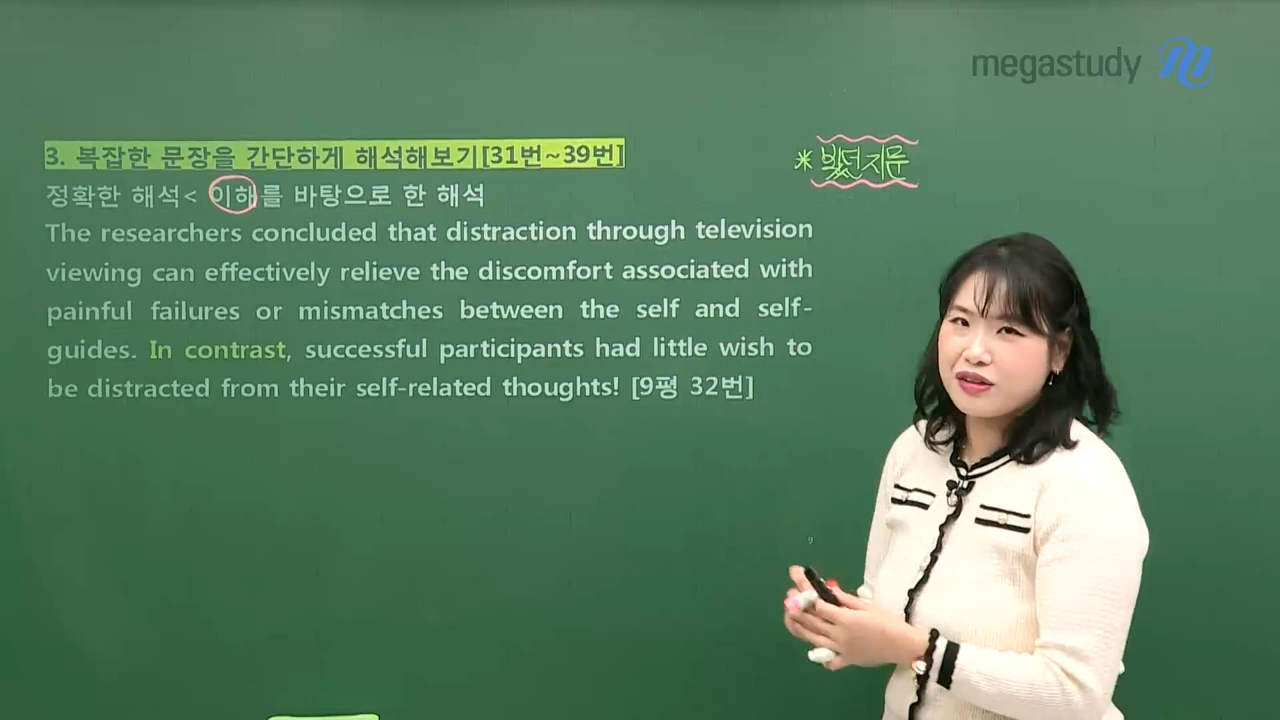 megastudy
3. 복잡한 문장을 간단하게 해석해보기[31번~39번]
* 봤던 지문
정확한 해석< 이해를 바탕으로 한 해석
The researchers concluded that distraction through television
viewing can effectively relieve the discomfort associated with
painful failures or mismatches between the self and self-
guides. In contrast, successful participants had little wish to
be distracted from their self-related thoughts! [9평 32번]